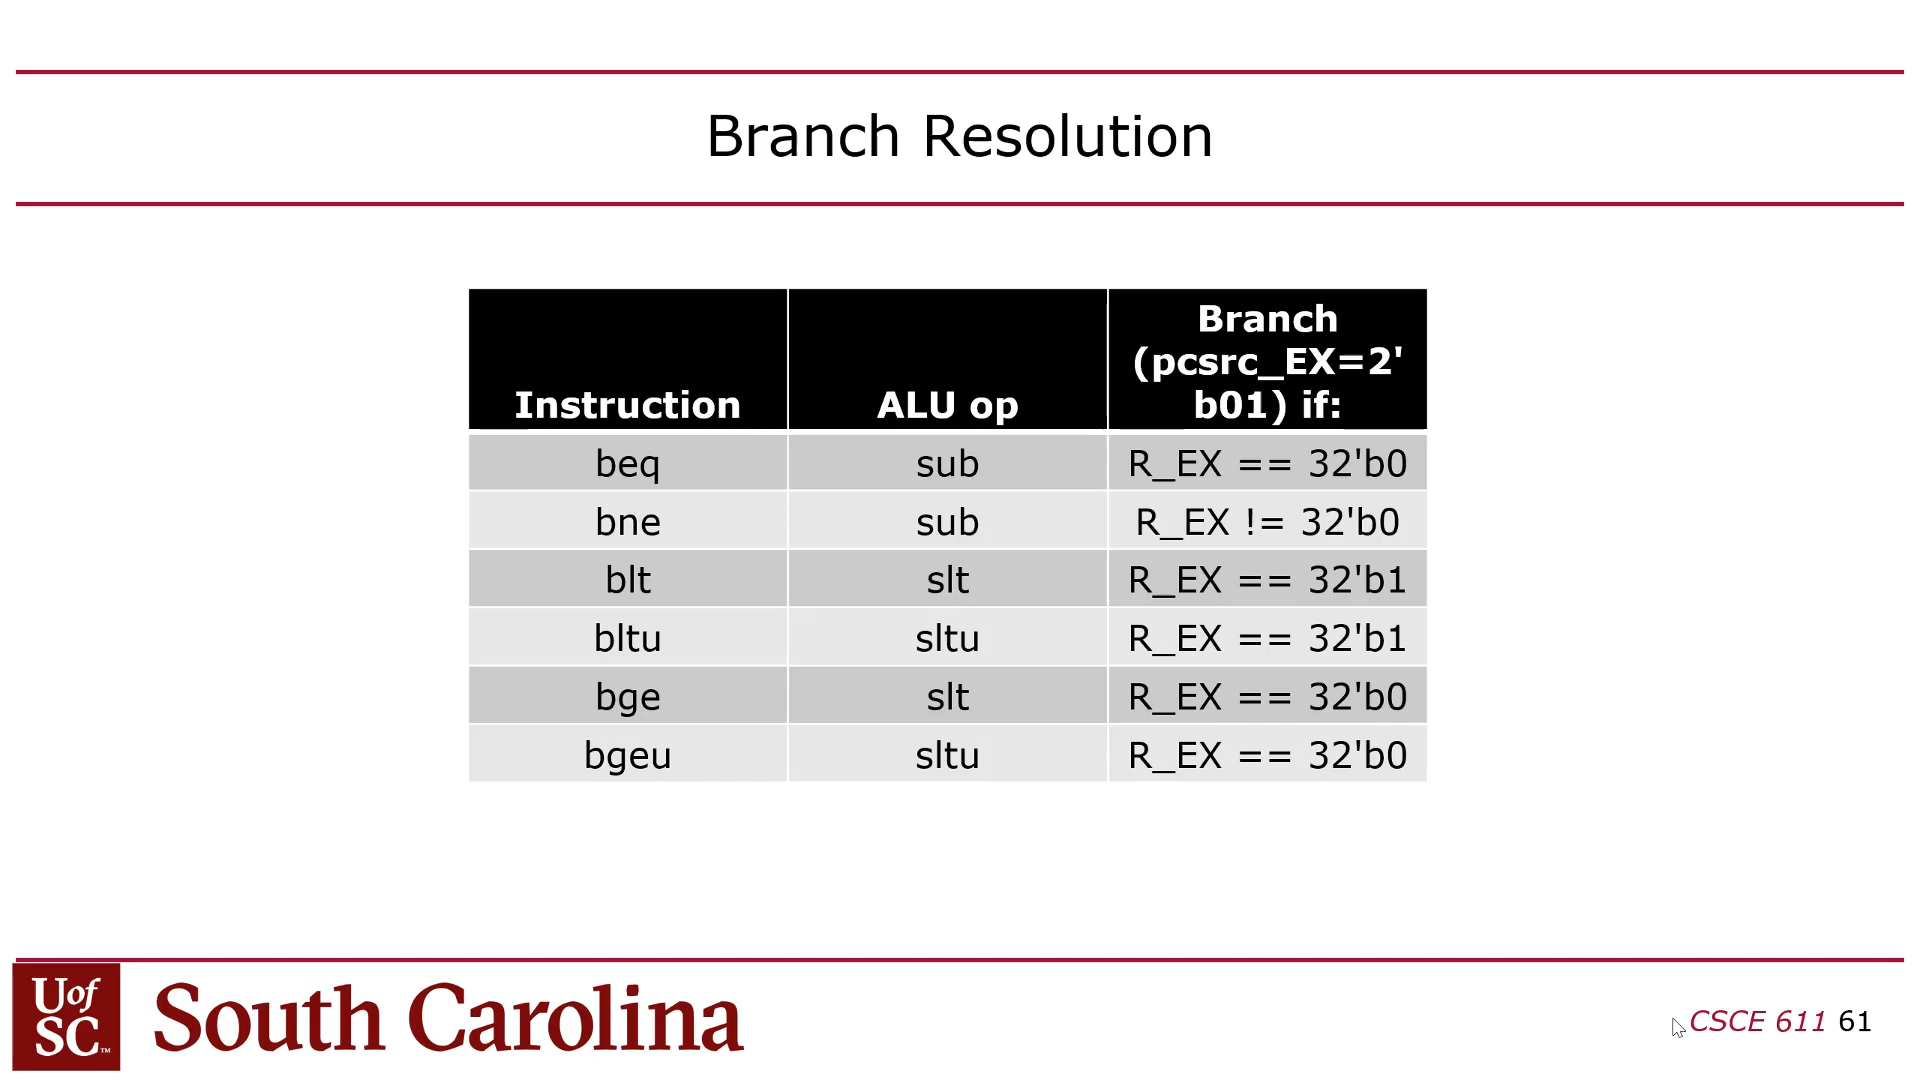 Branch Resolution
Instruction ALU op Branch (pcsrc_EX=2' b01) if:
beq sub R_EX == 32'b0
bne sub R_EX != 32'b0
blt slt R_EX == 32'b1
bltu sltu R_EX == 32'b1
bge slt R_EX == 32'b0
bgeu sltu R_EX == 32'b0
Uof
SC™
South Carolina
CSCE 611 61